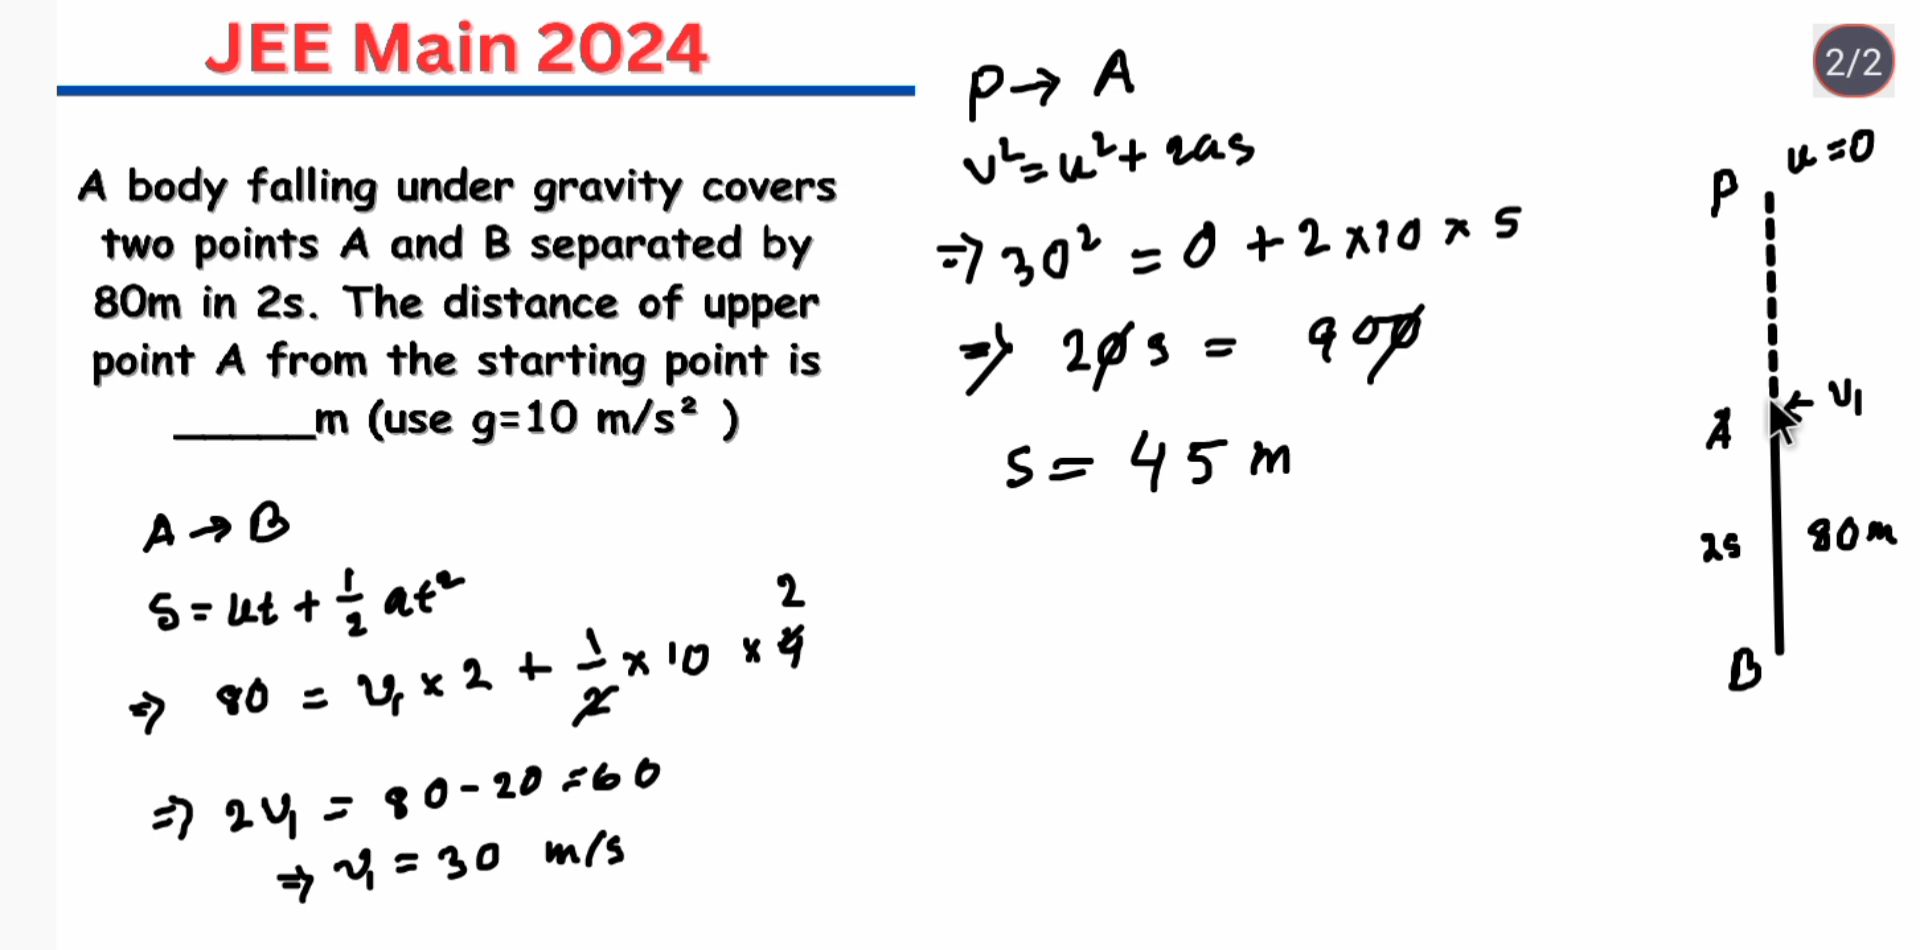 JEE Main 2024
A body falling under gravity covers
two points A and B separated by
80m in 2s. The distance of upper
point A from the starting point is
_____m (use g=10 m/s² )
A → B
S = ut + 1/2 at²
⇒ 80 = v₁ × 2 + 1/2 × 10 × 4 2
⇒ 2v₁ = 80 - 20 = 60
⇒ v₁ = 30 m/s
P → A
v² = u² + 2as
⇒ 30² = 0 + 2 × 10 × s
⇒ 20 s = 900
s = 45 m
2/2
u = 0
P
← v₁
A
2s
80m
B